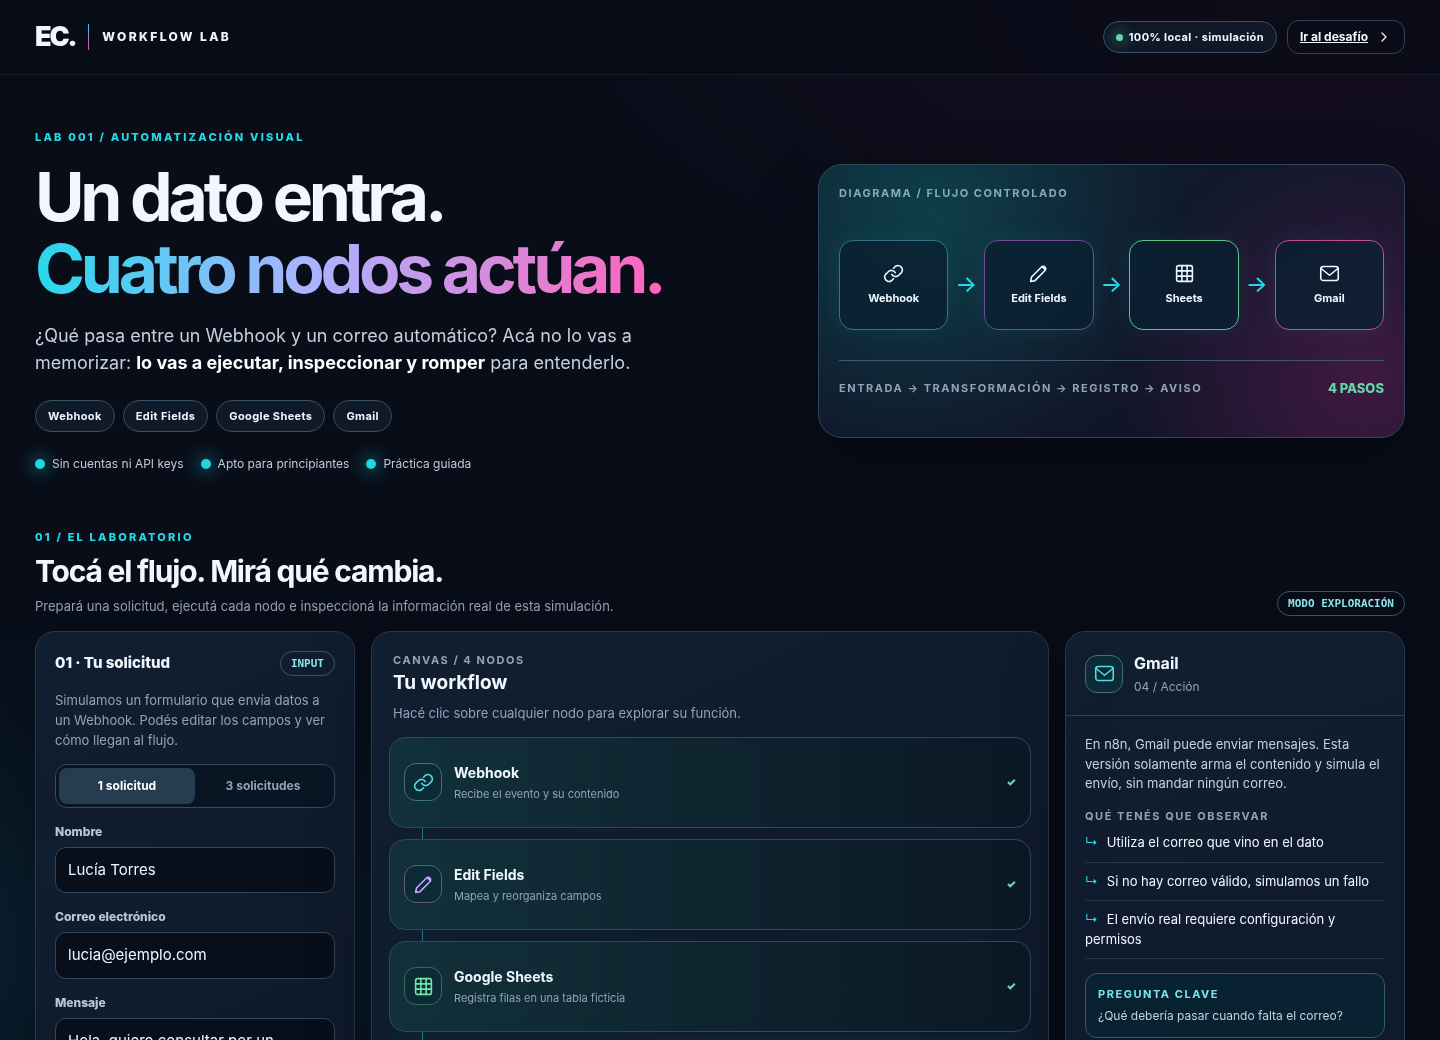 EC.
WORKFLOW LAB
100% local · simulación
Ir al desafío
LAB 001 / AUTOMATIZACIÓN VISUAL
Un dato entra.
Cuatro nodos actúan.
¿Qué pasa entre un Webhook y un correo automático? Acá no lo vas a
memorizar: lo vas a ejecutar, inspeccionar y romper para entenderlo.
Webhook
Edit Fields
Google Sheets
Gmail
Sin cuentas ni API keys
Apto para principiantes
Práctica guiada
DIAGRAMA / FLUJO CONTROLADO
Webhook
→
Edit Fields
→
Sheets
→
Gmail
ENTRADA → TRANSFORMACIÓN → REGISTRO → AVISO
4 PASOS
01 / EL LABORATORIO
Tocá el flujo. Mirá qué cambia.
Prepará una solicitud, ejecutá cada nodo e inspeccioná la información real de esta simulación.
MODO EXPLORACIÓN
01 · Tu solicitud
INPUT
Simulamos un formulario que envía datos a
un Webhook. Podés editar los campos y ver
cómo llegan al flujo.
1 solicitud
3 solicitudes
Nombre
Lucía Torres
Correo electrónico
lucia@ejemplo.com
Mensaje
Hola, quiero consultar por un
CANVAS / 4 NODOS
Tu workflow
Hacé clic sobre cualquier nodo para explorar su función.
Webhook
Recibe el evento y su contenido
✓
Edit Fields
Mapea y reorganiza campos
✓
Google Sheets
Registra filas en una tabla ficticia
✓
Gmail
04 / Acción
En n8n, Gmail puede enviar mensajes. Esta
versión solamente arma el contenido y simula el
envío, sin mandar ningún correo.
QUÉ TENÉS QUE OBSERVAR
↳ Utiliza el correo que vino en el dato
↳ Si no hay correo válido, simulamos un fallo
↳ El envío real requiere configuración y
permisos
PREGUNTA CLAVE
¿Qué debería pasar cuando falta el correo?